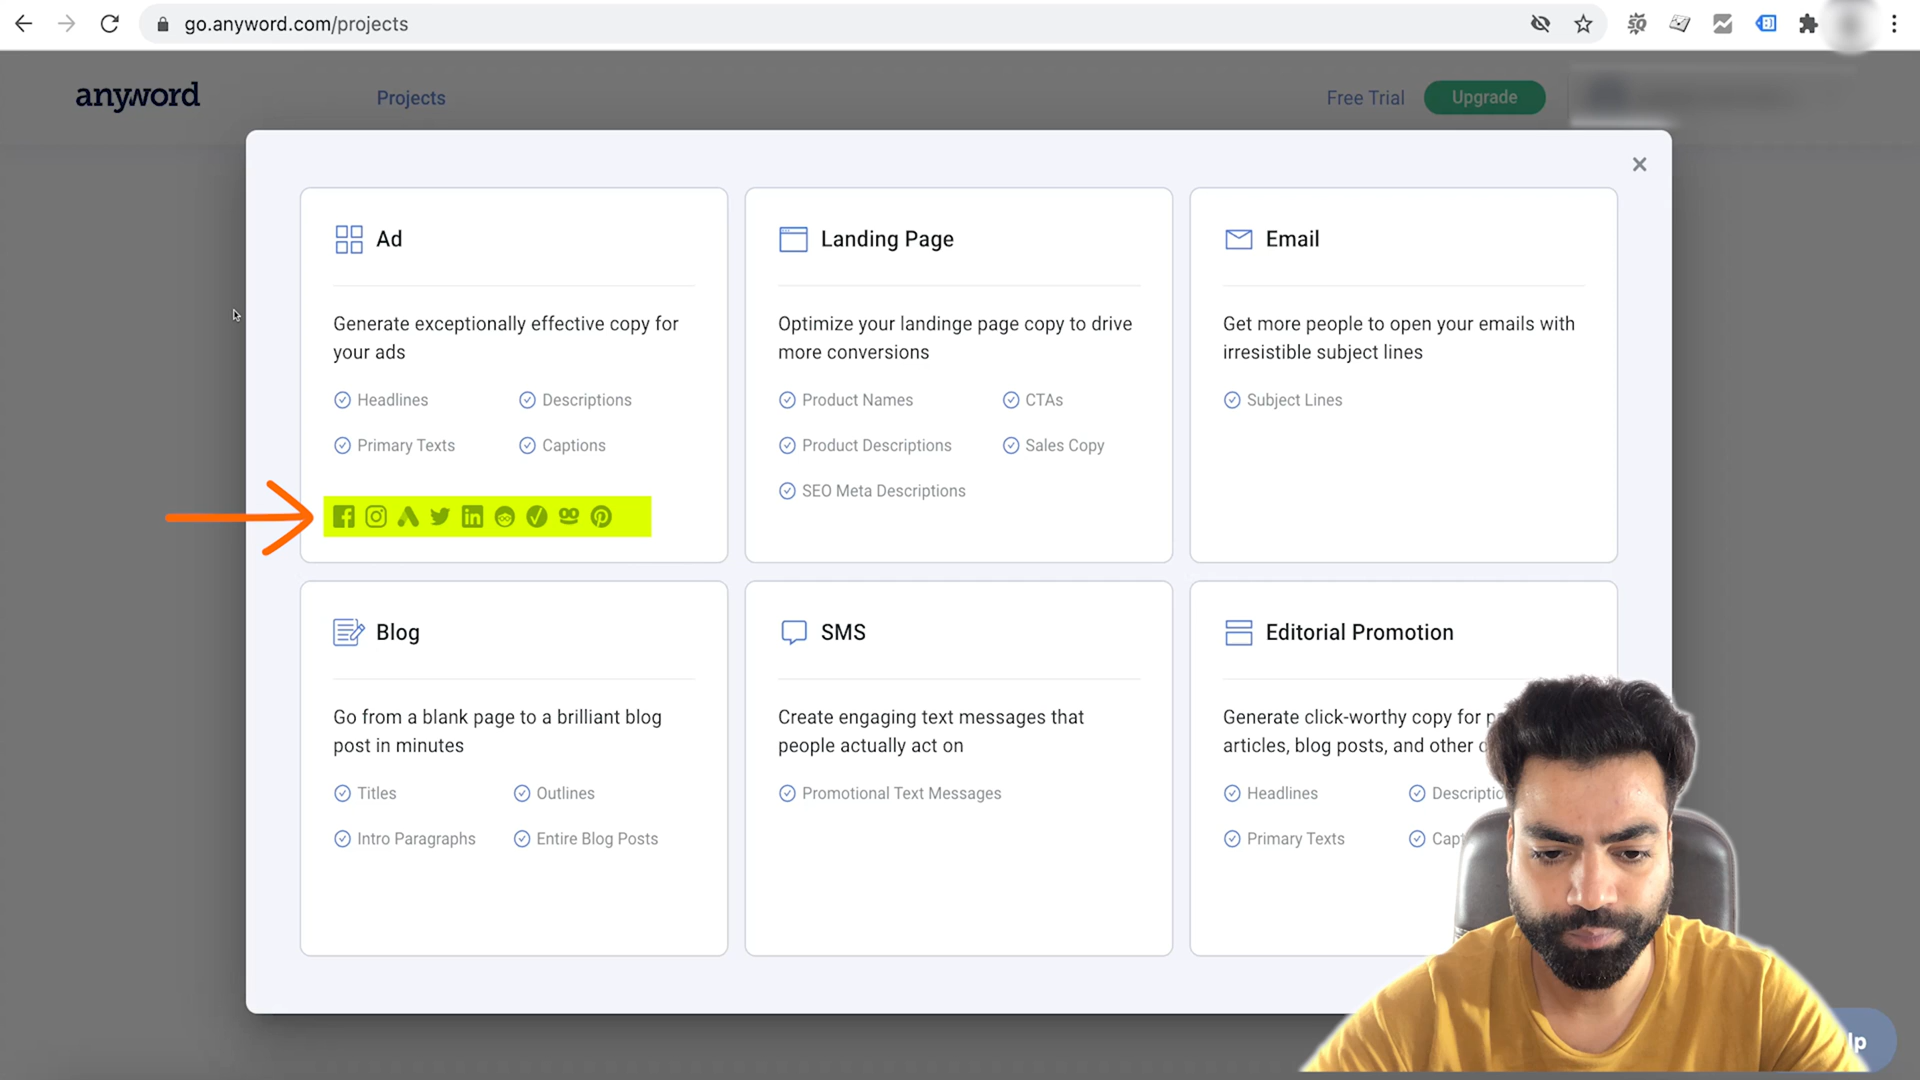 go.anyword.com/projects
anyword
Projects
Free Trial
Upgrade
Ad
Generate exceptionally effective copy for
your ads
Headlines
Descriptions
Primary Texts
Captions
Landing Page
Optimize your landinge page copy to drive
more conversions
Product Names
CTAs
Product Descriptions
Sales Copy
SEO Meta Descriptions
Email
Get more people to open your emails with
irresistible subject lines
Subject Lines
Blog
Go from a blank page to a brilliant blog
post in minutes
Titles
Outlines
Intro Paragraphs
Entire Blog Posts
SMS
Create engaging text messages that
people actually act on
Promotional Text Messages
Editorial Promotion
Generate click-worthy copy for
articles, blog posts, and other
Headlines
Primary Texts